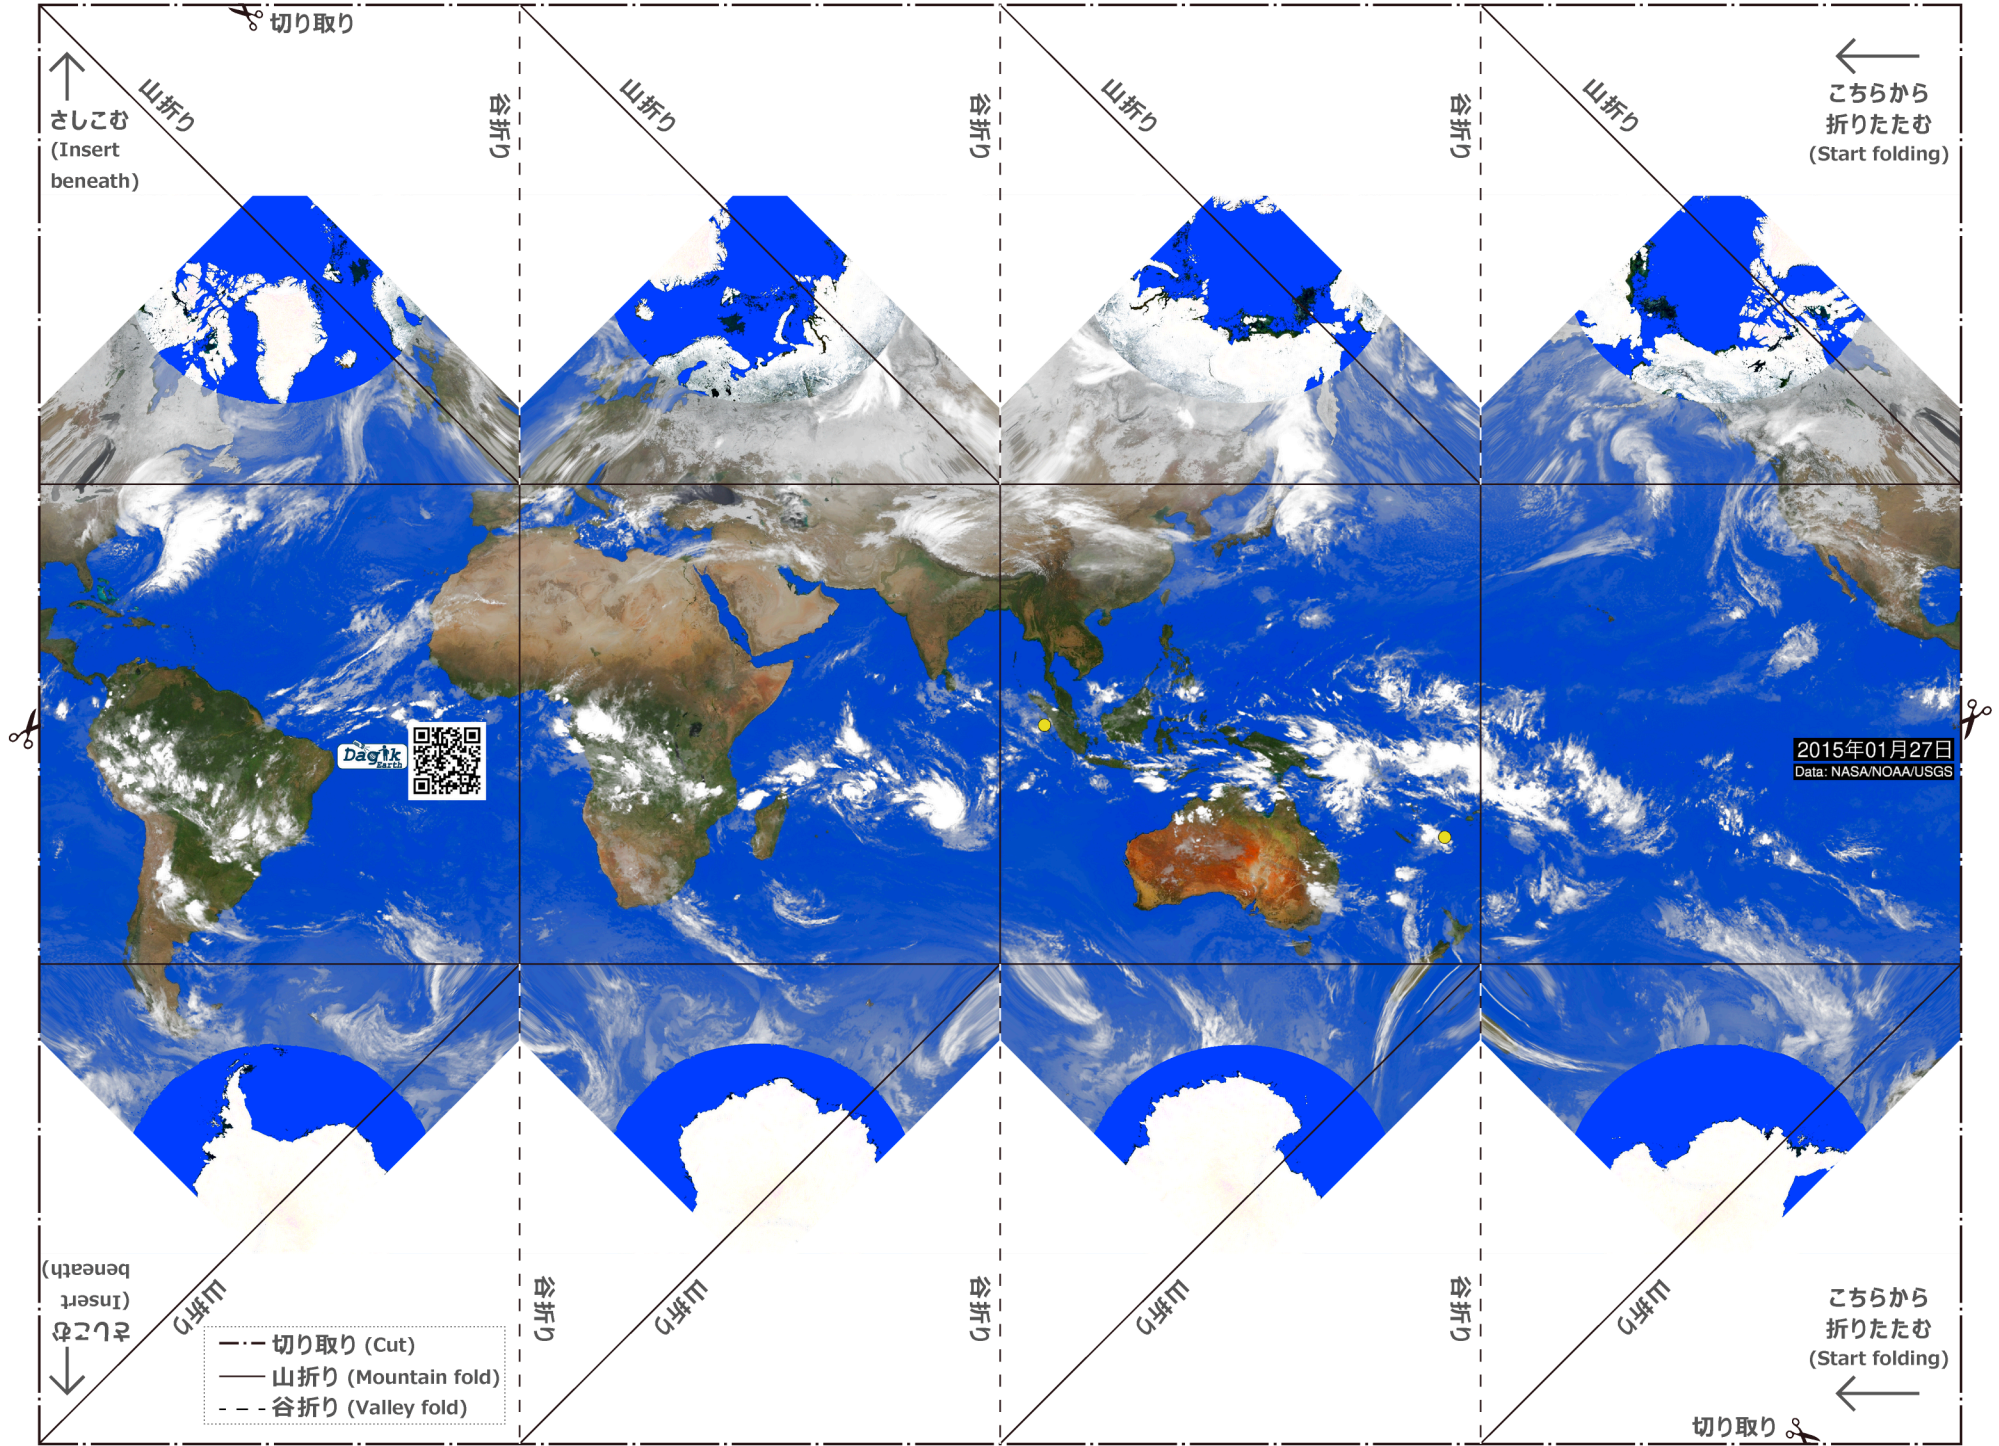 切り取り
さしこむ
(Insert
beneath)
山折り
谷折り
山折り
谷折り
山折り
谷折り
山折り
こちらから
折りたたむ
(Start folding)
Dagik
Earth
2015年01月27日
Data: NASA/NOAA/USGS
さしこむ
(Insert
beneath)
山折り
谷折り
山折り
谷折り
山折り
谷折り
山折り
こちらから
折りたたむ
(Start folding)
切り取り (Cut)
山折り (Mountain fold)
谷折り (Valley fold)
切り取り